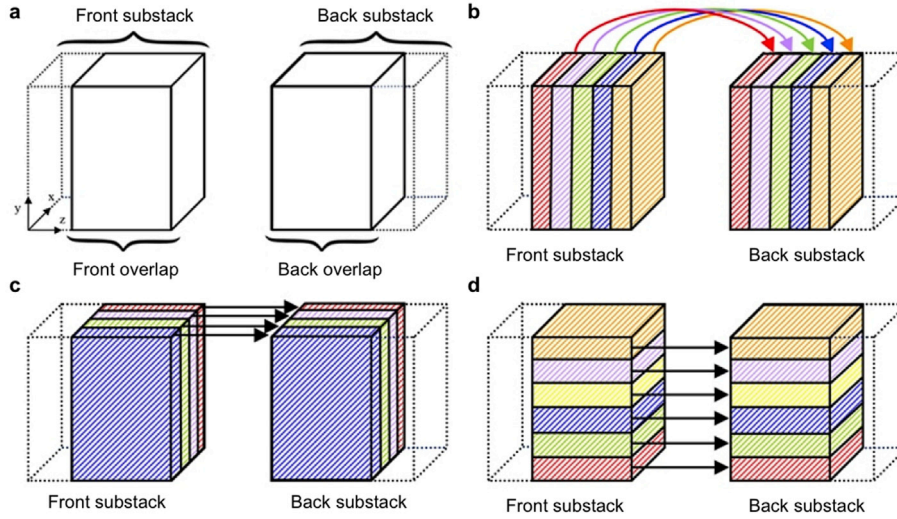 a
Front substack
Back substack
y
x
z
Front overlap
Back overlap
b
Front substack
Back substack
c
Front substack
Back substack
d
Front substack
Back substack